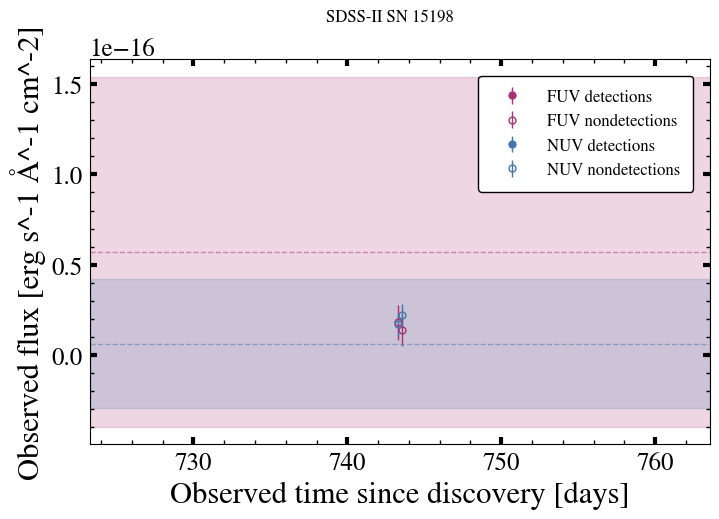 SDSS-II SN 15198
1e−16
Observed flux [erg s^-1 Å^-1 cm^-2]
1.5
1.0
0.5
0.0
FUV detections
FUV nondetections
NUV detections
NUV nondetections
730 740 750 760
Observed time since discovery [days]